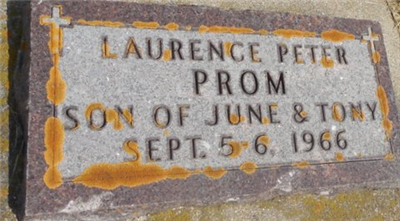 LAURENCE PETER
PROM
SON OF JUNE & TONY
SEPT. 5-6, 1966